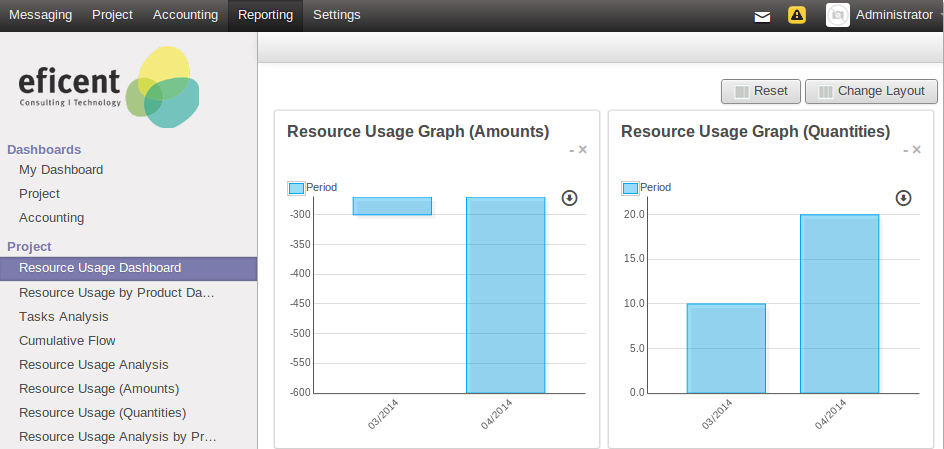 Messaging Project Accounting Reporting Settings Administrator
eficent
Consulting | Technology
Dashboards
My Dashboard
Project
Accounting
Project
Resource Usage Dashboard
Resource Usage by Product Da…
Tasks Analysis
Cumulative Flow
Resource Usage Analysis
Resource Usage (Amounts)
Resource Usage (Quantities)
Resource Usage Analysis by Pr…
Reset Change Layout
Resource Usage Graph (Amounts)
- ×
Period
-300
-350
-400
-450
-500
-550
-600
03/2014 04/2014
Resource Usage Graph (Quantities)
- ×
Period
20.0
15.0
10.0
5.0
0.0
03/2014 04/2014